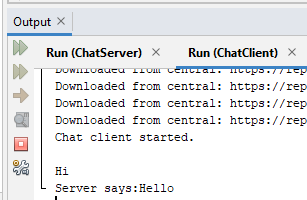 Output ×
Run (ChatServer) × Run (ChatClient) ×
Downloaded from central: https://rep
Downloaded from central: https://rep
Downloaded from central: https://rep
Downloaded from central: https://rep
Chat client started.
Hi
Server says:Hello